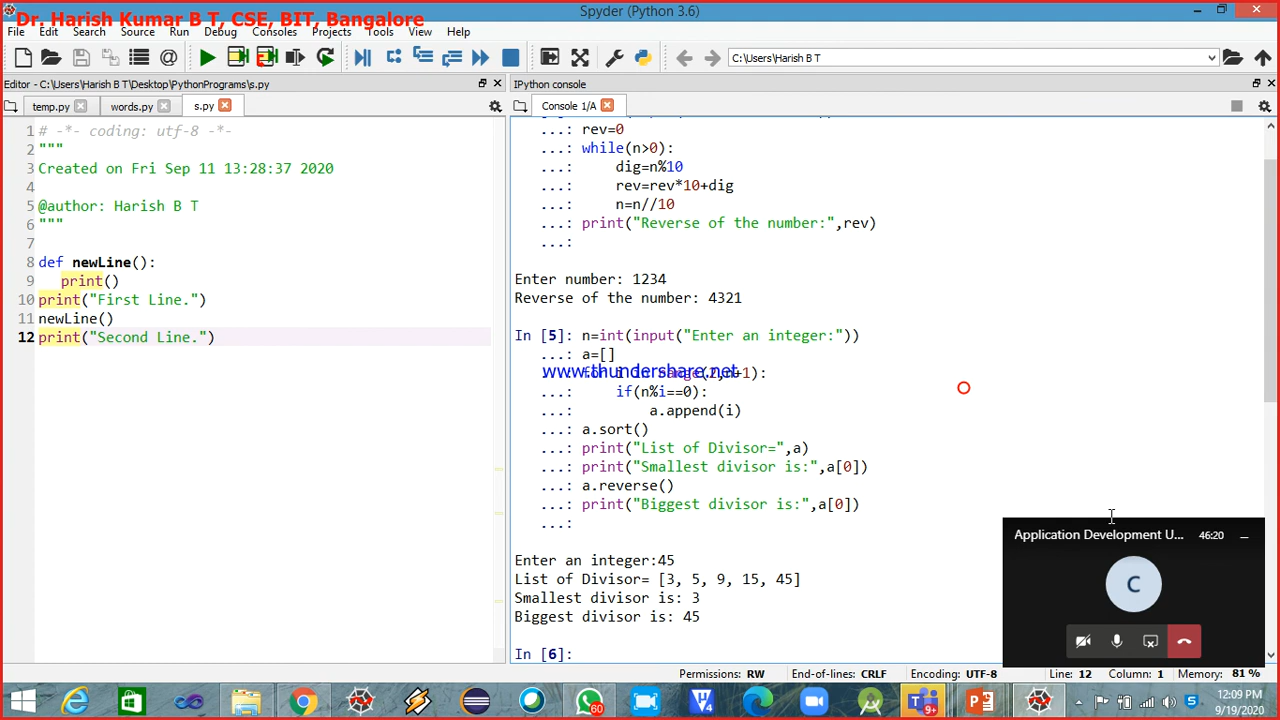 Dr. Harish Kumar B T, CSE, BIT, Bangalore
Spyder (Python 3.6)
File Edit Search Source Run Debug Consoles Projects Tools View Help
C:\Users\Harish B T
Editor - C:\Users\Harish B T\Desktop\PythonPrograms\s.py
temp.py words.py s.py
1 # -*- coding: utf-8 -*-
2 """
3 Created on Fri Sep 11 13:28:37 2020
4
5 @author: Harish B T
6 """
7
8 def newLine():
9 print()
10 print("First Line.")
11 newLine()
12 print("Second Line.")
IPython console
Console 1/A
...: rev=0
...: while(n>0):
...: dig=n%10
...: rev=rev*10+dig
...: n=n//10
...: print("Reverse of the number:",rev)
...:
Enter number: 1234
Reverse of the number: 4321
In [5]: n=int(input("Enter an integer:"))
...: a=[]
...: for i in range(2,n+1):
www.thundershare.net
...: if(n%i==0):
...: a.append(i)
...: a.sort()
...: print("List of Divisor=",a)
...: print("Smallest divisor is:",a[0])
...: a.reverse()
...: print("Biggest divisor is:",a[0])
...:
Enter an integer:45
List of Divisor= [3, 5, 9, 15, 45]
Smallest divisor is: 3
Biggest divisor is: 45
In [6]:
Application Development U... 46:20
C
Permissions: RW End-of-lines: CRLF Encoding: UTF-8 Line: 12 Column: 1 Memory: 81 %
60
9+
12:09 PM
9/19/2020